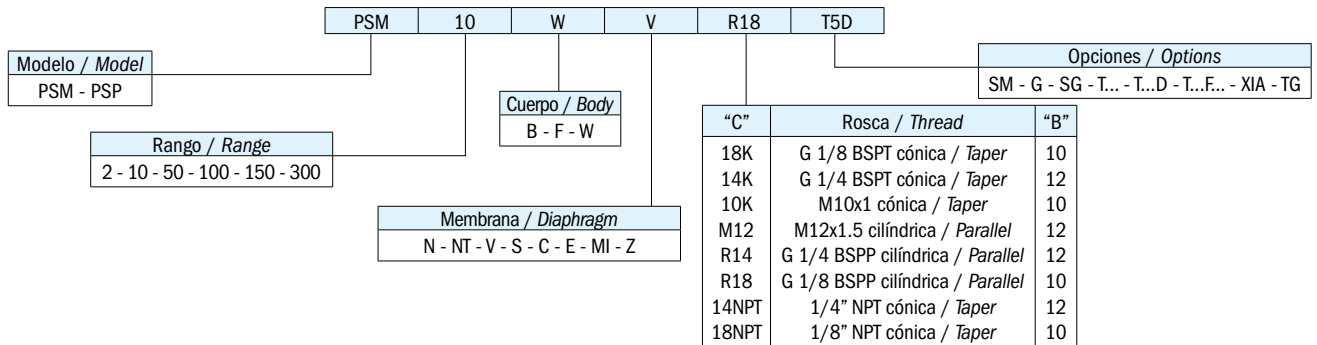 PSM 10 W V R18 T5D
Modelo / Model
PSM - PSP
Opciones / Options
SM - G - SG - T... - T...D - T...F... - XIA - TG
Cuerpo / Body
B - F - W
Rango / Range
2 - 10 - 50 - 100 - 150 - 300
Membrana / Diaphragm
N - NT - V - S - C - E - MI - Z
“C” Rosca / Thread “B”
18K G 1/8 BSPT cónica / Taper 10
14K G 1/4 BSPT cónica / Taper 12
10K M10x1 cónica / Taper 10
M12 M12x1.5 cilíndrica / Parallel 12
R14 G 1/4 BSPP cilíndrica / Parallel 12
R18 G 1/8 BSPP cilíndrica / Parallel 10
14NPT 1/4” NPT cónica / Taper 12
18NPT 1/8” NPT cónica / Taper 10